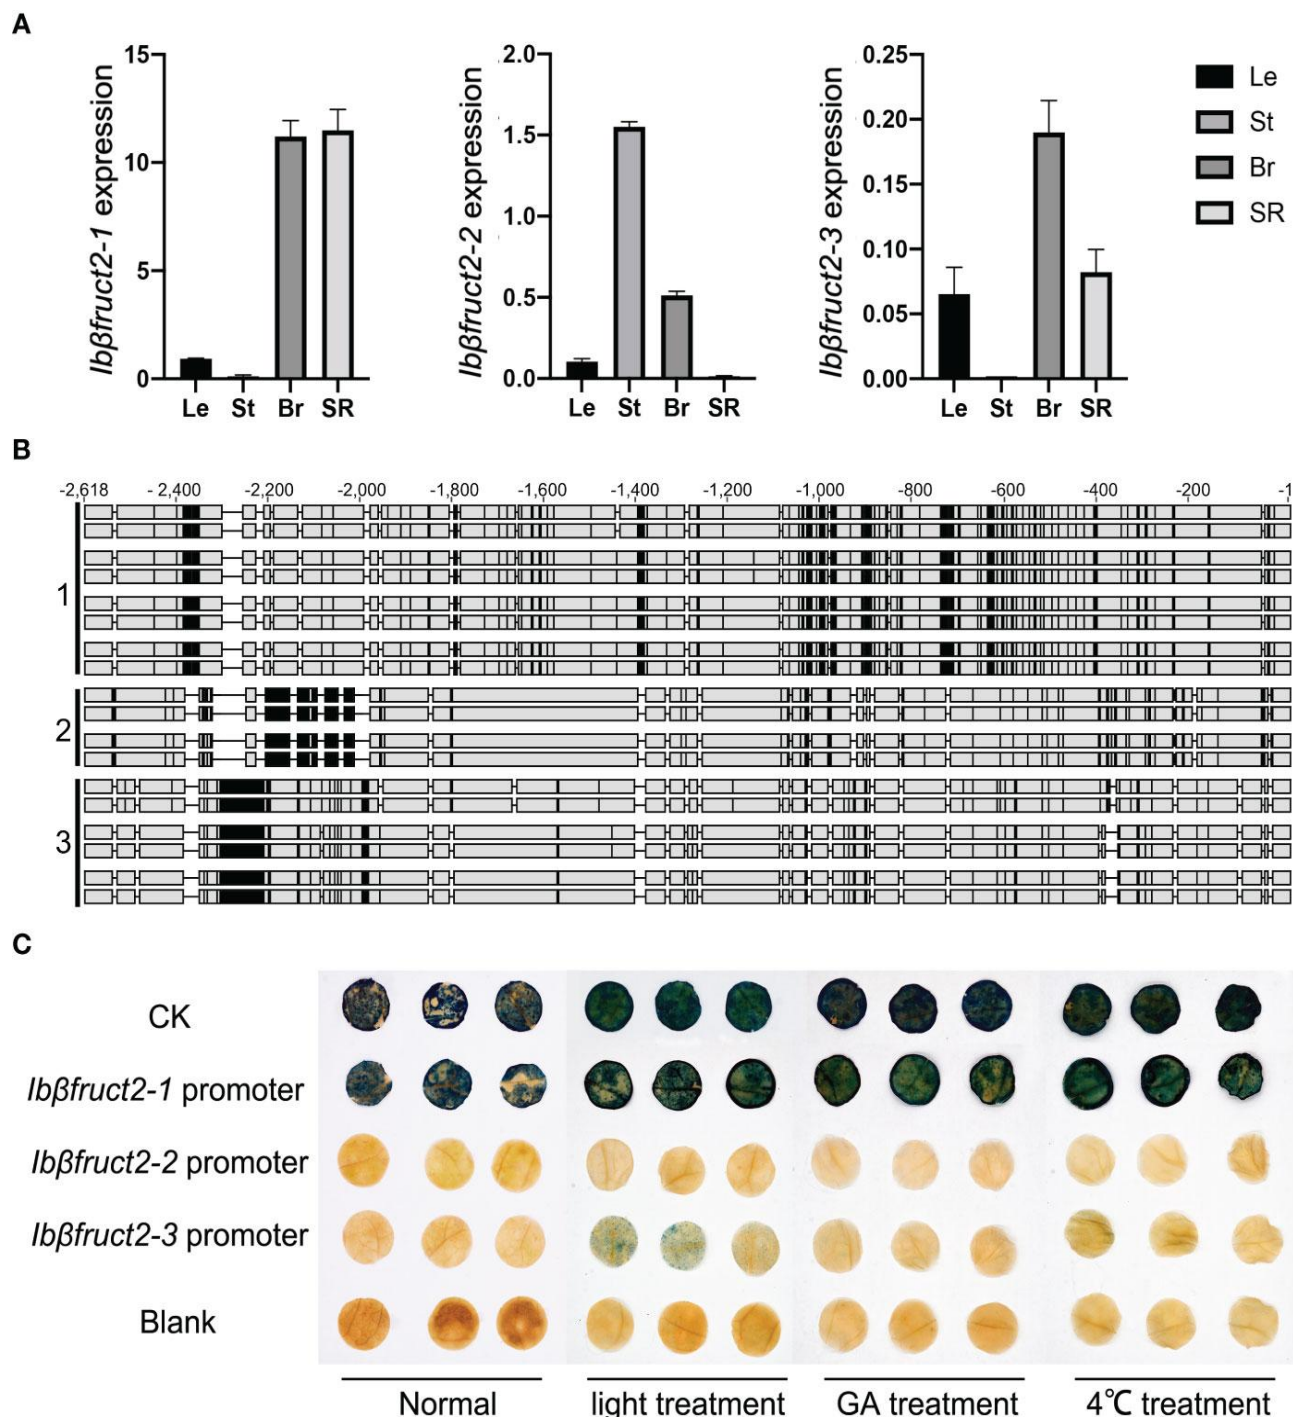 A
Ibβfruct2-1 expression
15
10
5
0
Le St Br SR
Ibβfruct2-2 expression
2.0
1.5
1.0
0.5
0.0
Le St Br SR
Ibβfruct2-3 expression
0.25
0.20
0.15
0.10
0.05
0.00
Le St Br SR
Le
St
Br
SR
B
-2,618 - 2,400 -2,200 -2,000 -1,800 -1,600 -1,400 -1,200 -1,000 -800 -600 -400 -200 -1
1
2
3
C
CK
Ibβfruct2-1 promoter
Ibβfruct2-2 promoter
Ibβfruct2-3 promoter
Blank
Normal light treatment GA treatment 4℃ treatment